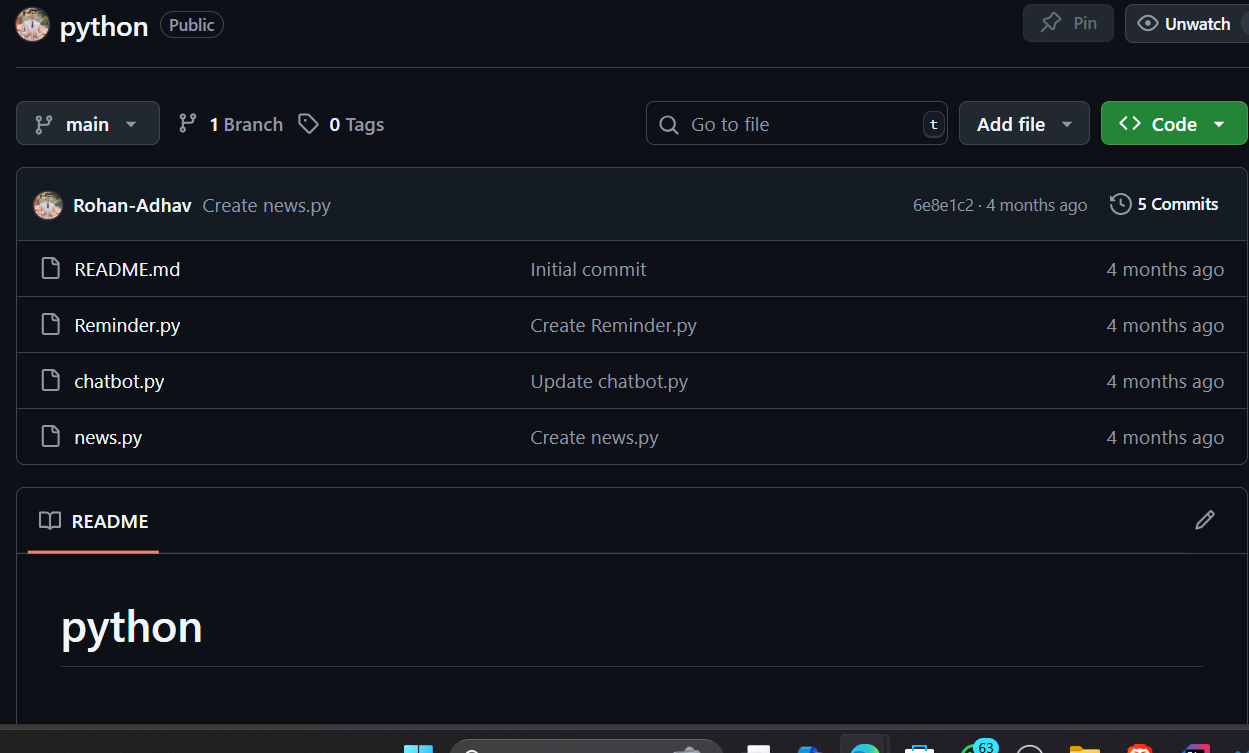 python Public Pin Unwatch
main 1 Branch 0 Tags Go to file t Add file Code
Rohan-Adhav Create news.py 6e8e1c2 · 4 months ago 5 Commits
README.md Initial commit 4 months ago
Reminder.py Create Reminder.py 4 months ago
chatbot.py Update chatbot.py 4 months ago
news.py Create news.py 4 months ago
README
python
63